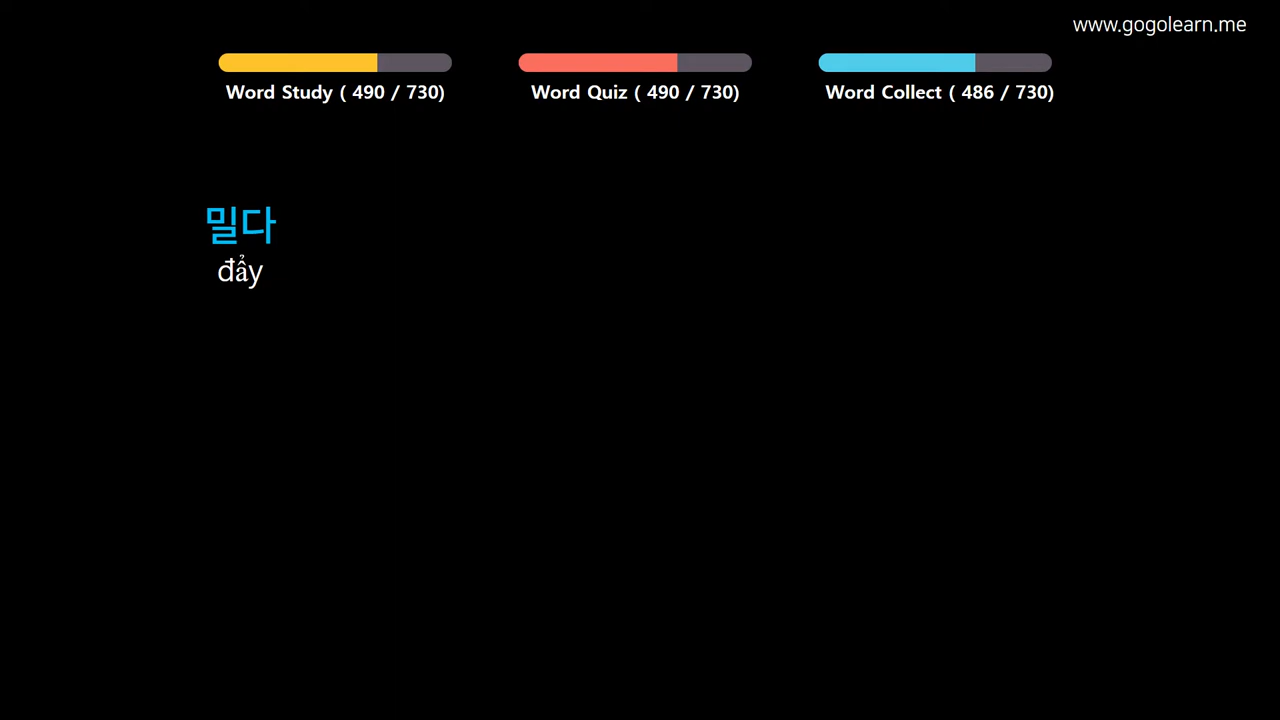 www.gogolearn.me
Word Study ( 490 / 730)
Word Quiz ( 490 / 730)
Word Collect ( 486 / 730)
밀다
đẩy